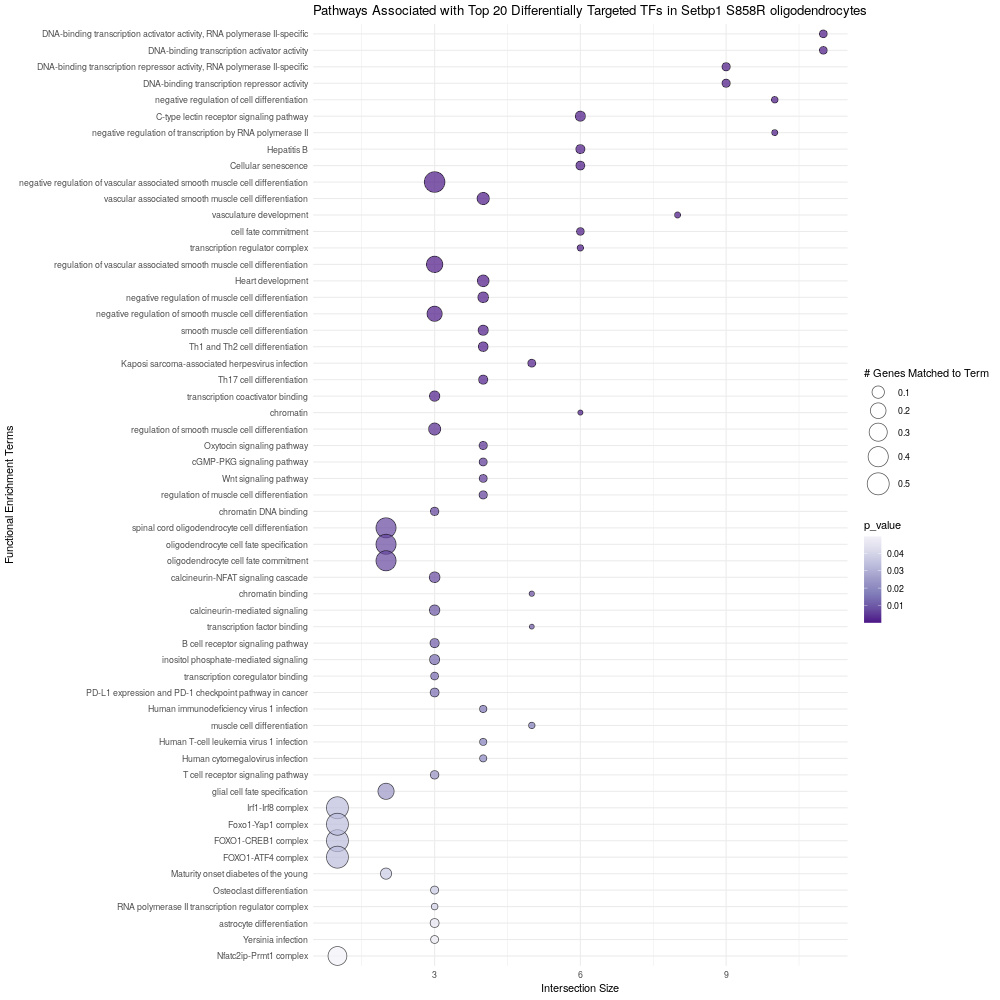 Pathways Associated with Top 20 Differentially Targeted TFs in Setbp1 S858R oligodendrocytes
DNA-binding transcription activator activity, RNA polymerase II-specific
DNA-binding transcription activator activity
DNA-binding transcription repressor activity, RNA polymerase II-specific
DNA-binding transcription repressor activity
negative regulation of cell differentiation
C-type lectin receptor signaling pathway
negative regulation of transcription by RNA polymerase II
Hepatitis B
Cellular senescence
negative regulation of vascular associated smooth muscle cell differentiation
vascular associated smooth muscle cell differentiation
vasculature development
cell fate commitment
transcription regulator complex
regulation of vascular associated smooth muscle cell differentiation
Heart development
negative regulation of muscle cell differentiation
negative regulation of smooth muscle cell differentiation
smooth muscle cell differentiation
Th1 and Th2 cell differentiation
Kaposi sarcoma-associated herpesvirus infection
Th17 cell differentiation
transcription coactivator binding
chromatin
regulation of smooth muscle cell differentiation
Oxytocin signaling pathway
cGMP-PKG signaling pathway
Wnt signaling pathway
regulation of muscle cell differentiation
chromatin DNA binding
spinal cord oligodendrocyte cell differentiation
oligodendrocyte cell fate specification
oligodendrocyte cell fate commitment
calcineurin-NFAT signaling cascade
chromatin binding
calcineurin-mediated signaling
transcription factor binding
B cell receptor signaling pathway
inositol phosphate-mediated signaling
transcription coregulator binding
PD-L1 expression and PD-1 checkpoint pathway in cancer
Human immunodeficiency virus 1 infection
muscle cell differentiation
Human T-cell leukemia virus 1 infection
Human cytomegalovirus infection
T cell receptor signaling pathway
glial cell fate specification
Irf1-Irf8 complex
Foxo1-Yap1 complex
FOXO1-CREB1 complex
FOXO1-ATF4 complex
Maturity onset diabetes of the young
Osteoclast differentiation
RNA polymerase II transcription regulator complex
astrocyte differentiation
Yersinia infection
Nfatc2ip-Prmt1 complex
Functional Enrichment Terms
3 6 9
Intersection Size
# Genes Matched to Term
0.1
0.2
0.3
0.4
0.5
p_value
0.04
0.03
0.02
0.01